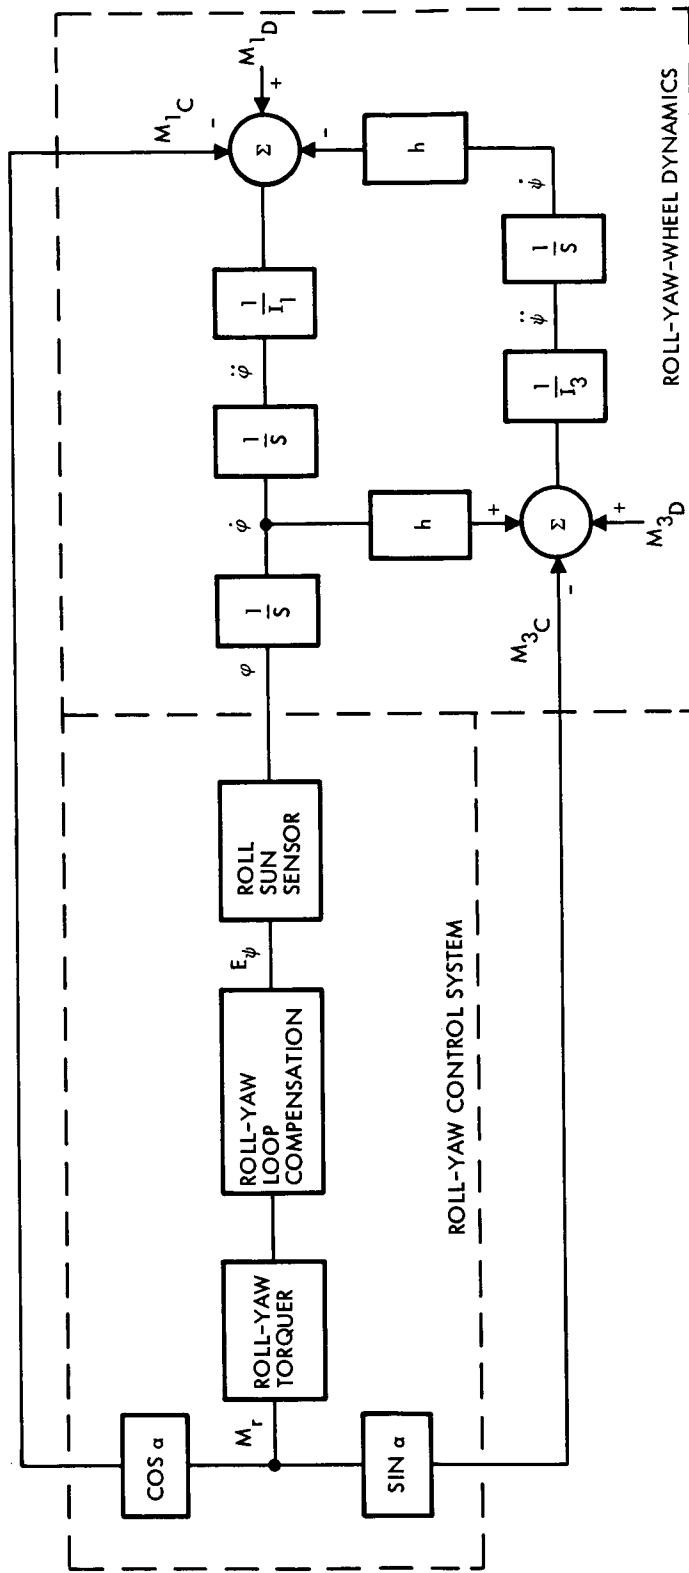 M1C
M1D
-
+
Σ
-
1
I1
φ̈
1
S
φ̇
1
S
φ
h
ψ̇
1
S
ψ̈
1
I3
h
+
Σ
+
M3D
-
M3C
ROLL-YAW-WHEEL DYNAMICS
ROLL
SUN
SENSOR
Eψ
ROLL-YAW
LOOP
COMPENSATION
ROLL-YAW
TORQUER
Mr
COS α
SIN α
ROLL-YAW CONTROL SYSTEM